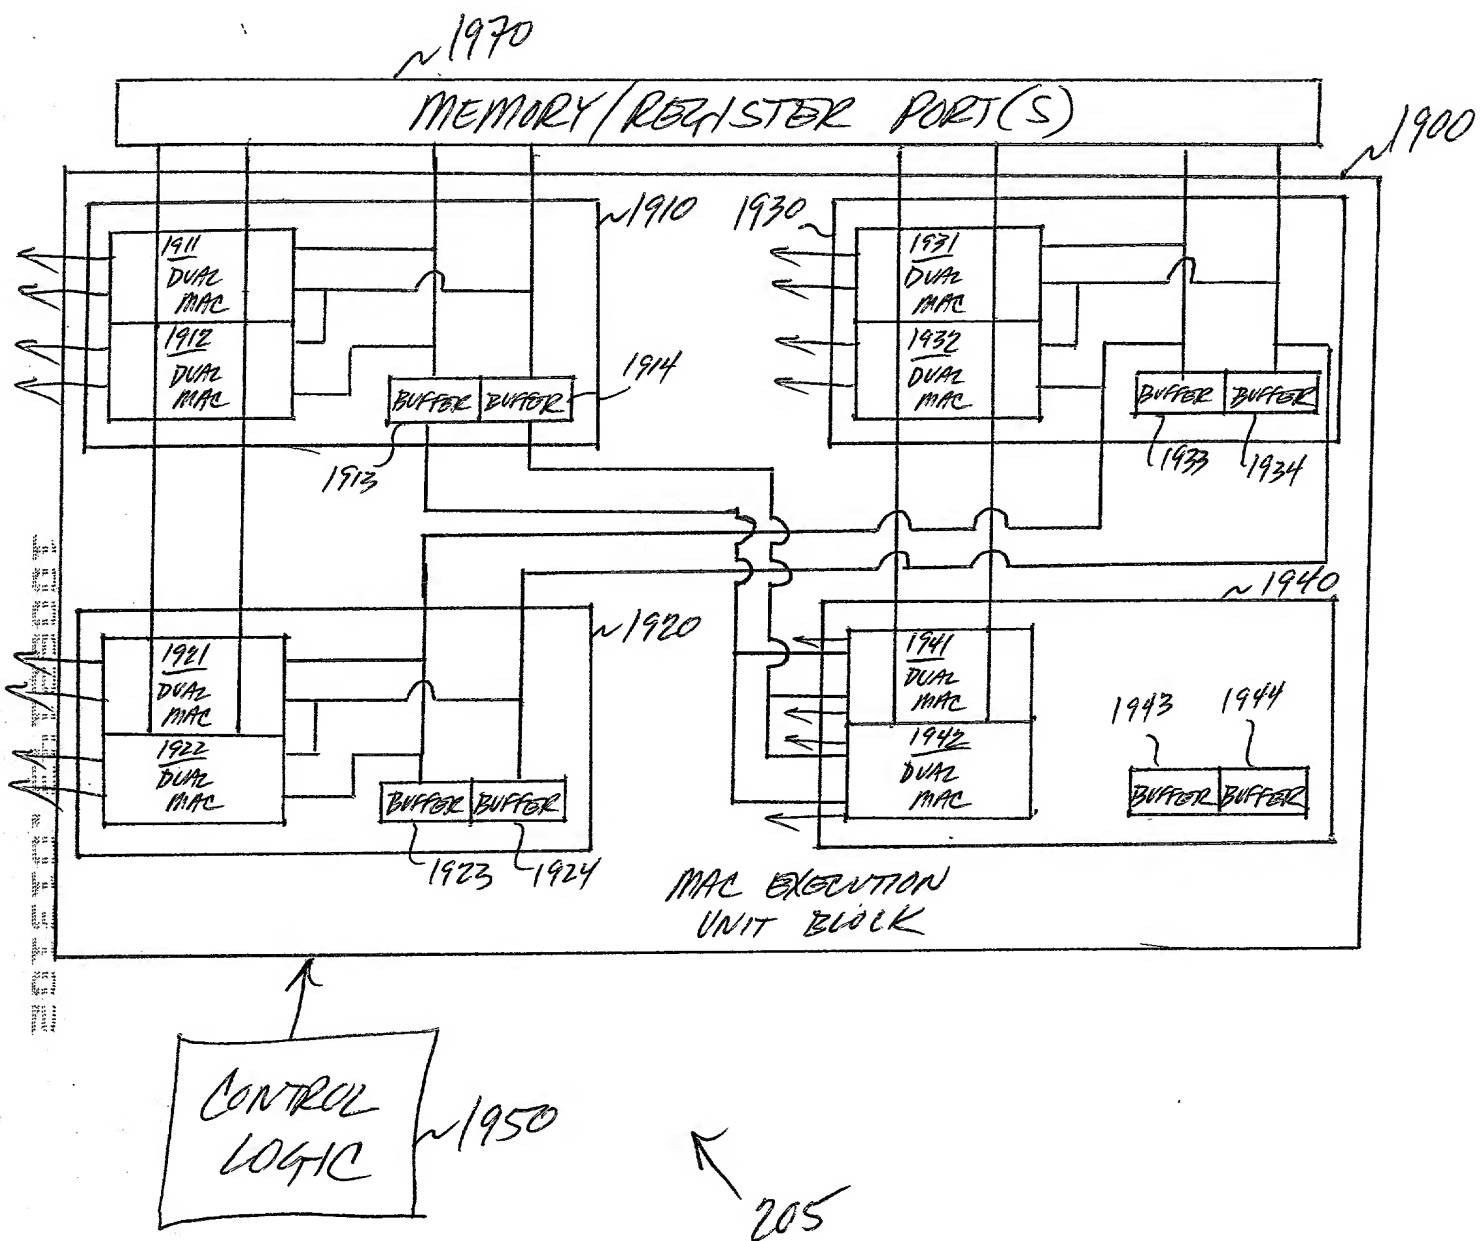 1970
MEMORY/REGISTER PORT(S)
1900
1910
1930
1911
DUAL
MAC
1912
DUAL
MAC
1931
DUAL
MAC
1932
DUAL
MAC
1914
BUFFER BUFFER
BUFFER BUFFER
1913
1933
1934
1920
1940
1921
DUAL
MAC
1922
DUAL
MAC
1941
DUAL
MAC
1942
DUAL
MAC
1943
1944
BUFFER BUFFER
BUFFER BUFFER
1923
1924
MAC EXECUTION
UNIT BLOCK
CONTROL
LOGIC
1950
205